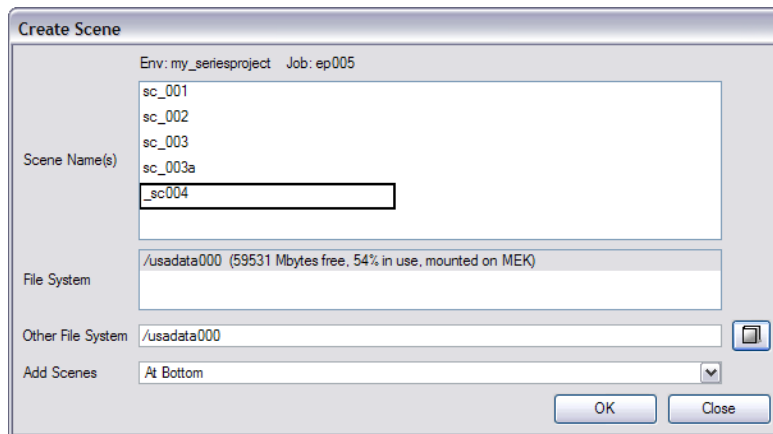 Create Scene
Env: my_seriesproject Job: ep005
Scene Name(s)
sc_001
sc_002
sc_003
sc_003a
_sc004
File System
/usadata000 (59531 Mbytes free, 54% in use, mounted on MEK)
Other File System /usadata000
Add Scenes At Bottom
OK Close